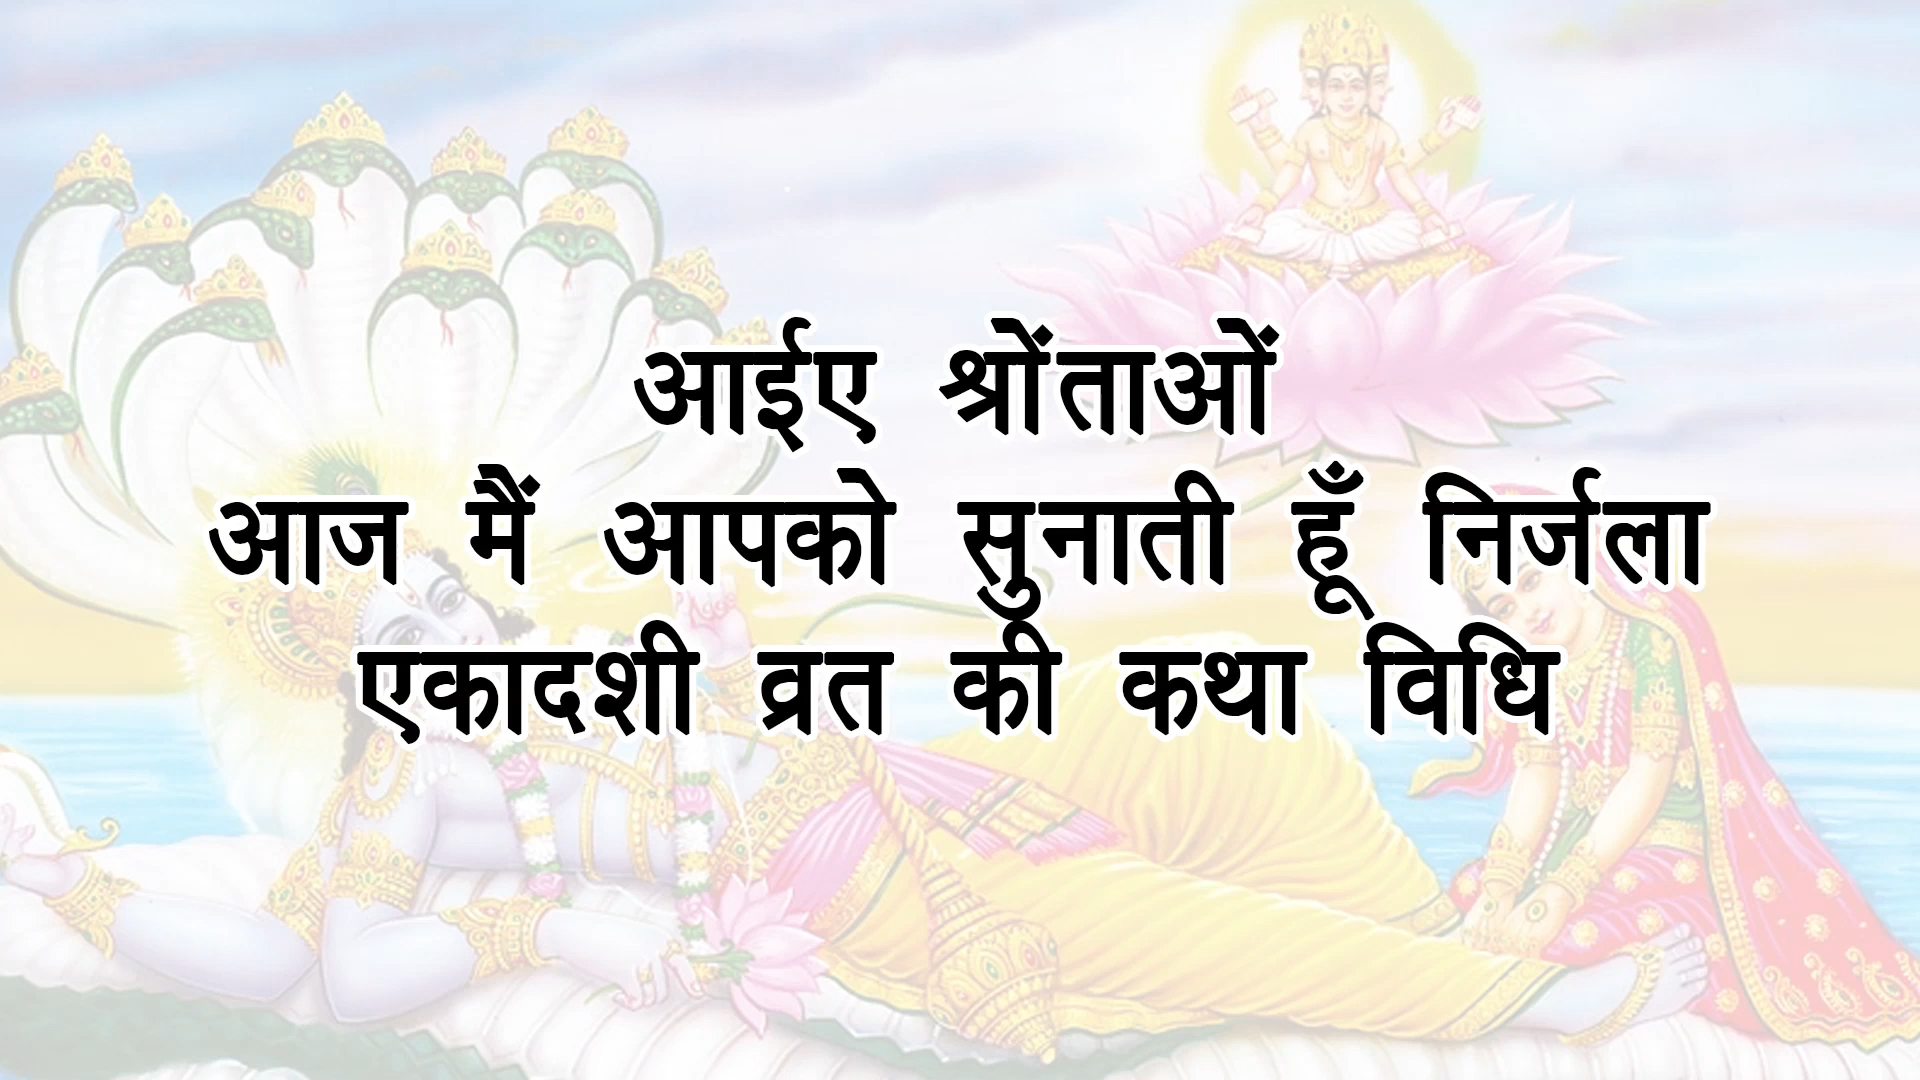 आईए श्रोंताओं
आज मैं आपको सुनाती हूँ निर्जला
एकादशी व्रत की कथा विधि